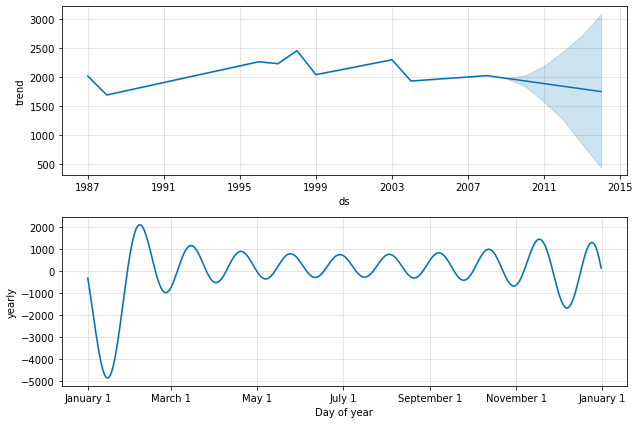 3000
2500
2000
1500
1000
500
trend
1987 1991 1995 1999 2003 2007 2011 2015
ds
2000
1000
0
−1000
−2000
−3000
−4000
−5000
yearly
January 1 March 1 May 1 July 1 September 1 November 1 January 1
Day of year